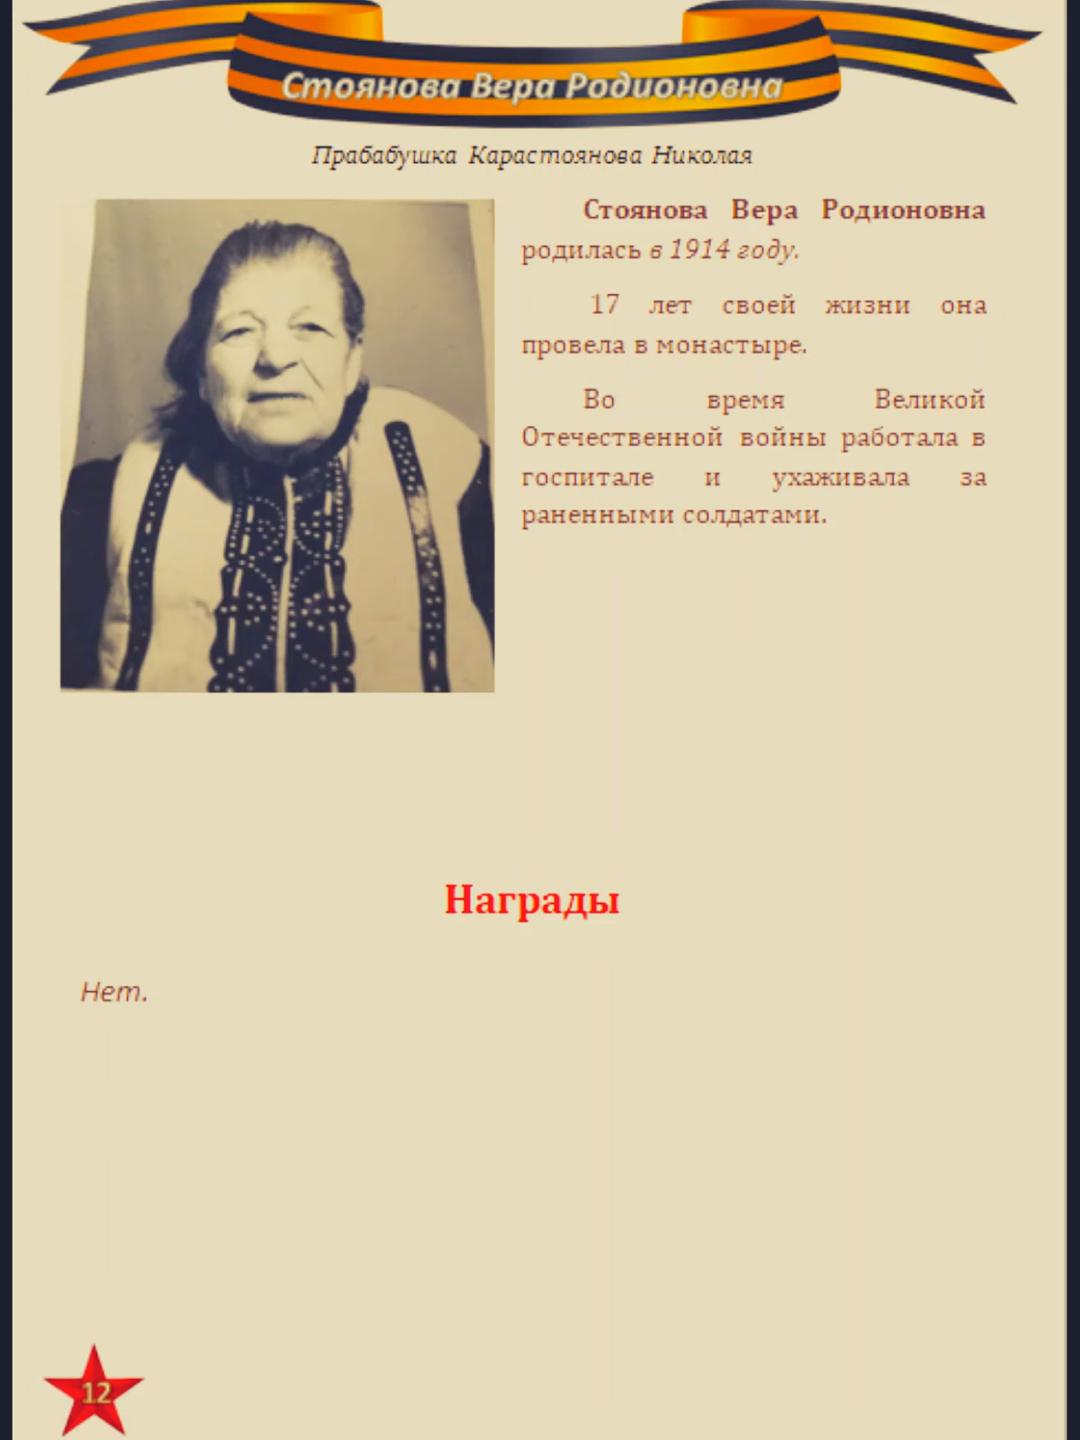 Стоянова Вера Родионовна
Прабабушка Карастоянова Николая
Стоянова Вера Родионовна
родилась в 1914 году.
17 лет своей жизни она
провела в монастыре.
Во время Великой
Отечественной войны работала в
госпитале и ухаживала за
раненными солдатами.
Награды
Нет.
12